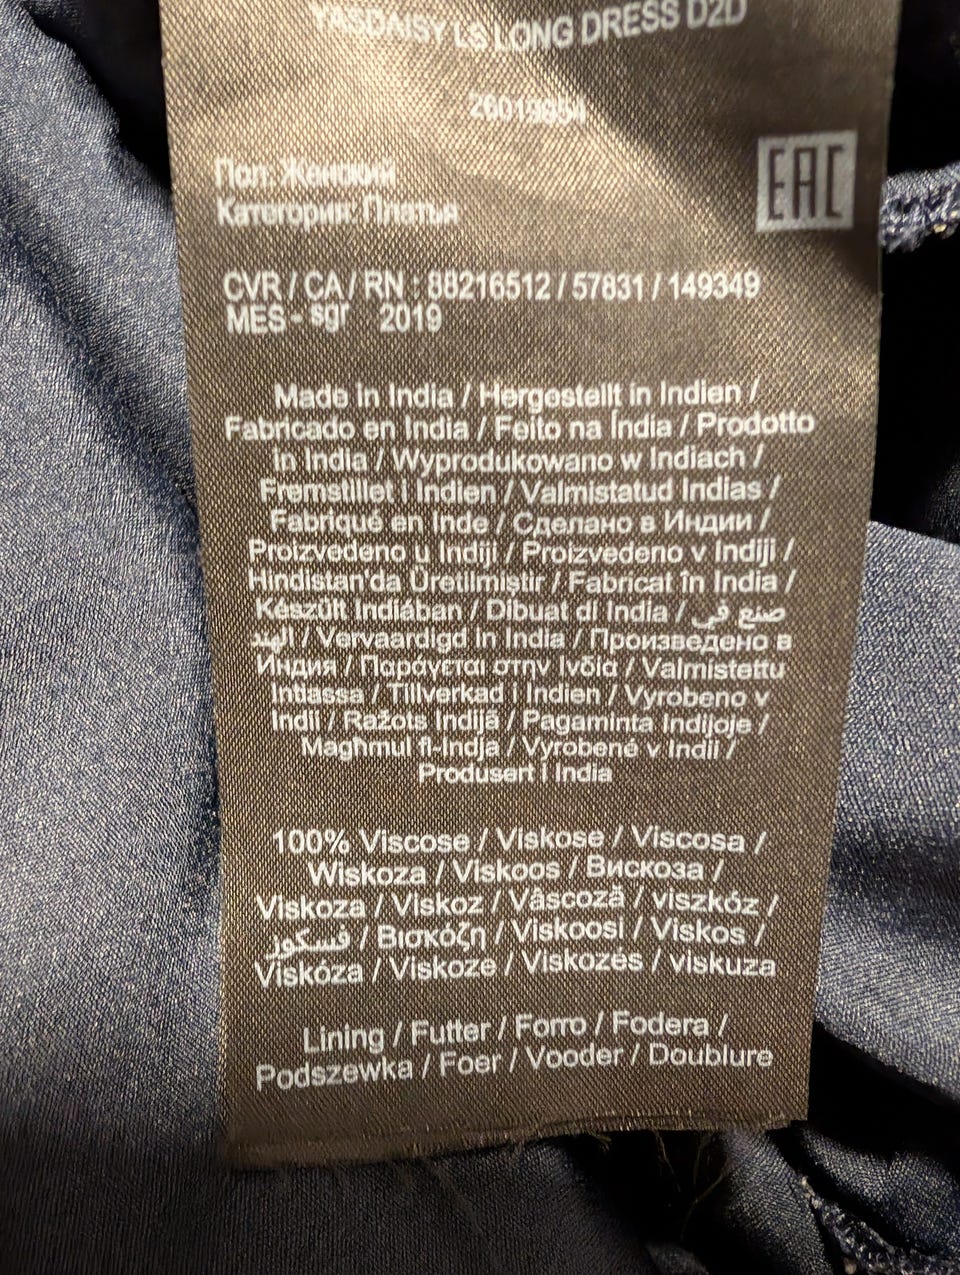 YASDAISY LS LONG DRESS D2D
26019854
Пол: Женский
Категория: Платья
EAC
CVR / CA / RN : 88216512 / 57831 / 149349
MES - sgr 2019
Made in India / Hergestellt in Indien /
Fabricado en India / Feito na Índia / Prodotto
in India / Wyprodukowano w Indiach /
Fremstillet i Indien / Valmistatud Indias /
Fabriqué en Inde / Сделано в Индии /
Proizvedeno u Indiji / Proizvedeno v Indiji /
Hindistan'da Üretilmiştir / Fabricat în India /
Készült Indiában / Dibuat di India / صنع في
الهند / Vervaardigd in India / Произведено в
Индия / Παράγεται στην Ινδία / Valmistettu
Intiassa / Tillverkad i Indien / Vyrobeno v
Indii / Ražots Indijā / Pagaminta Indijoje /
Magħmul fl-Indja / Vyrobené v Indii /
Produsert i India
100% Viscose / Viskose / Viscosa /
Wiskoza / Viskoos / Вискоза /
Viskoza / Viskoz / Vâscoză / viszkóz /
فسكوز / Βισκόζη / Viskoosi / Viskos /
Viskóza / Viskoze / Viskozės / viskuza
Lining / Futter / Forro / Fodera /
Podszewka / Foer / Vooder / Doublure